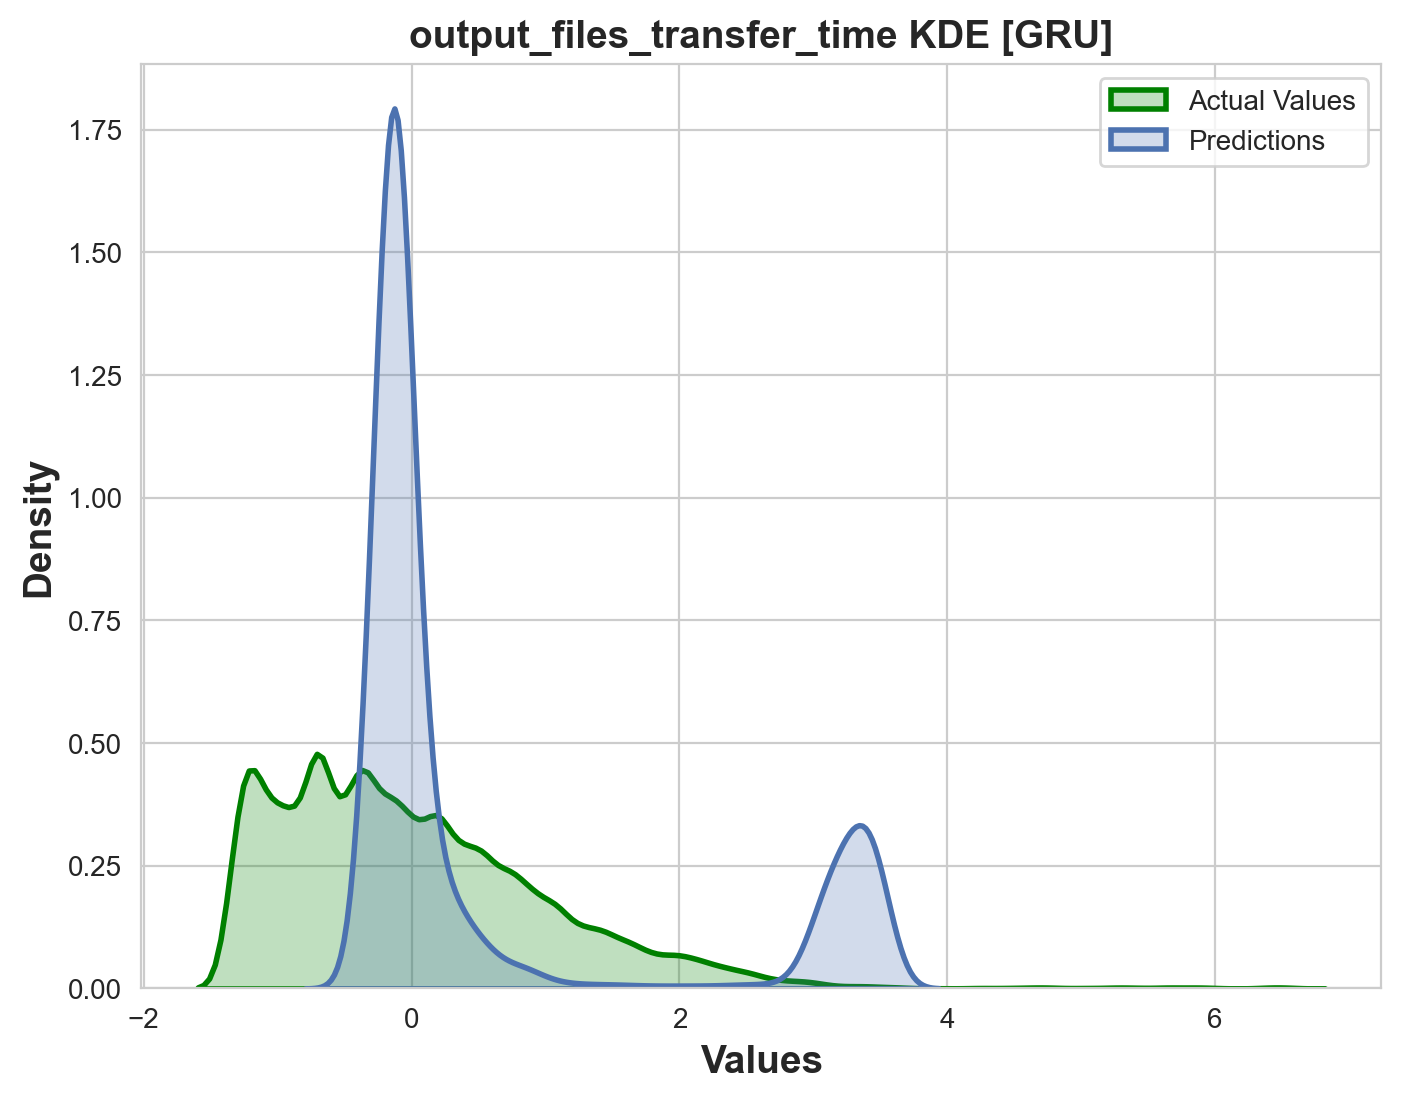 output_files_transfer_time KDE [GRU]
Actual Values
Predictions
Density
1.75
1.50
1.25
1.00
0.75
0.50
0.25
0.00
−2 0 2 4 6
Values